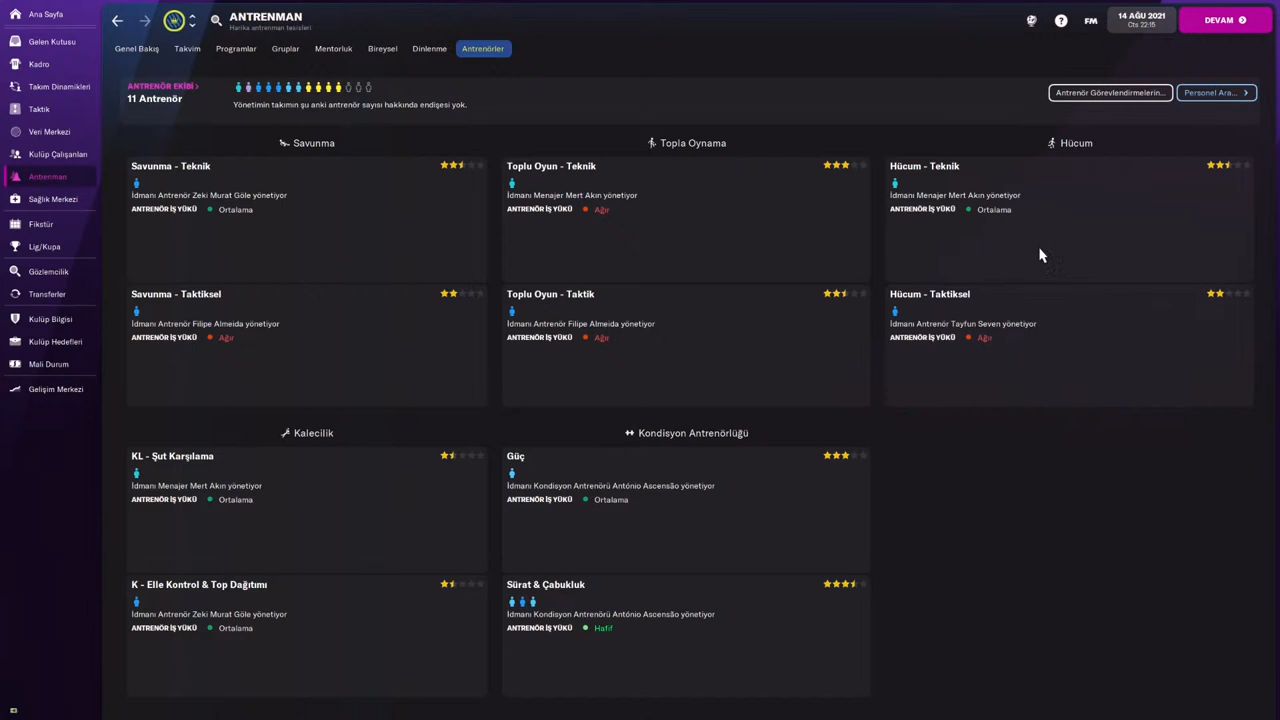 Ana Sayfa
Gelen Kutusu
Kadro
Takım Dinamikleri
Taktik
Veri Merkezi
Kulüp Çalışanları
Antrenman
Sağlık Merkezi
Fikstür
Lig/Kupa
Gözlemcilik
Transferler
Kulüp Bilgisi
Kulüp Hedefleri
Mali Durum
Gelişim Merkezi
ANTRENMAN
Harika antrenman tesisleri
FM
14 AĞU 2021
Cts 22:15
DEVAM
Genel Bakış Takvim Programlar Gruplar Mentorluk Bireysel Dinlenme Antrenörler
ANTRENÖR EKİBİ >
11 Antrenör
Yönetimin takımın şu anki antrenör sayısı hakkında endişesi yok.
Antrenör Görevlendirmelerin...
Personel Ara... >
Savunma
Topla Oynama
Hücum
Savunma - Teknik
İdmanı Antrenör Zeki Murat Göle yönetiyor
ANTRENÖR İŞ YÜKÜ Ortalama
Toplu Oyun - Teknik
İdmanı Menajer Mert Akın yönetiyor
ANTRENÖR İŞ YÜKÜ Ağır
Hücum - Teknik
İdmanı Menajer Mert Akın yönetiyor
ANTRENÖR İŞ YÜKÜ Ortalama
Savunma - Taktiksel
İdmanı Antrenör Filipe Almeida yönetiyor
ANTRENÖR İŞ YÜKÜ Ağır
Toplu Oyun - Taktik
İdmanı Antrenör Filipe Almeida yönetiyor
ANTRENÖR İŞ YÜKÜ Ağır
Hücum - Taktiksel
İdmanı Antrenör Tayfun Seven yönetiyor
ANTRENÖR İŞ YÜKÜ Ağır
Kalecilik
Kondisyon Antrenörlüğü
KL - Şut Karşılama
İdmanı Menajer Mert Akın yönetiyor
ANTRENÖR İŞ YÜKÜ Ortalama
Güç
İdmanı Kondisyon Antrenörü António Ascensão yönetiyor
ANTRENÖR İŞ YÜKÜ Ortalama
K - Elle Kontrol & Top Dağıtımı
İdmanı Antrenör Zeki Murat Göle yönetiyor
ANTRENÖR İŞ YÜKÜ Ortalama
Sürat & Çabukluk
İdmanı Kondisyon Antrenörü António Ascensão yönetiyor
ANTRENÖR İŞ YÜKÜ Hafif